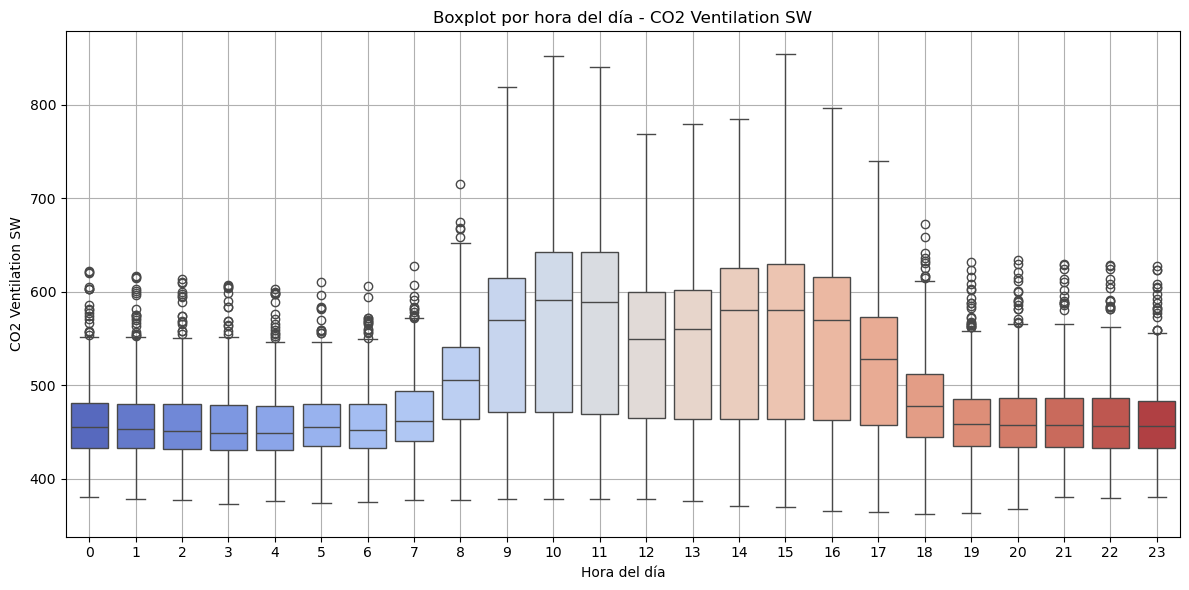 Boxplot por hora del día - CO2 Ventilation SW
CO2 Ventilation SW
800
700
600
500
400
0 1 2 3 4 5 6 7 8 9 10 11 12 13 14 15 16 17 18 19 20 21 22 23
Hora del día